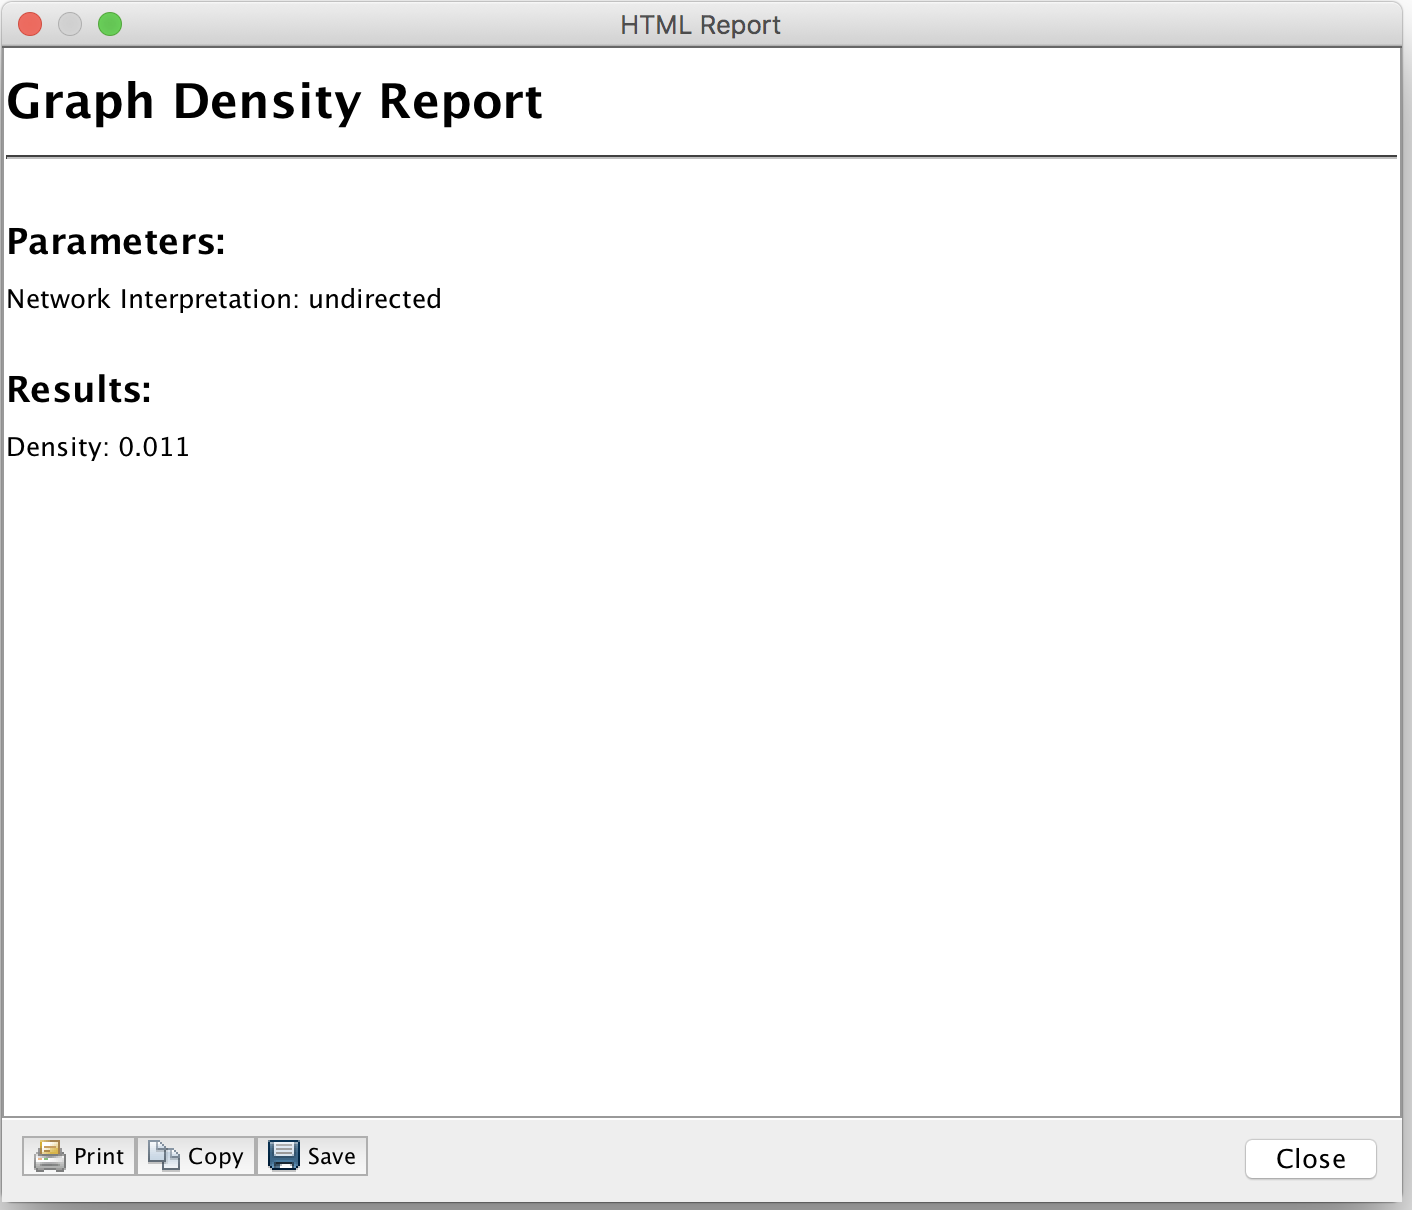 HTML Report
Graph Density Report
Parameters:
Network Interpretation: undirected
Results:
Density: 0.011
Print Copy Save Close